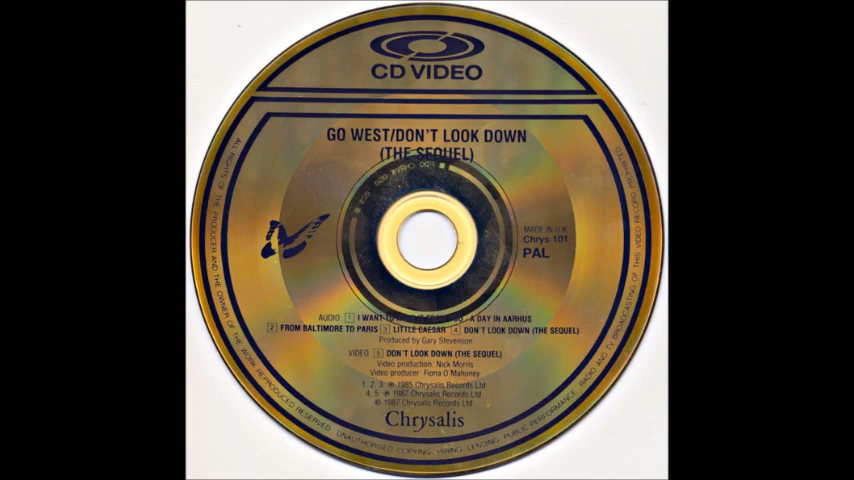 CD VIDEO
GO WEST/DON'T LOOK DOWN
(THE SEQUEL)
MADE IN U.K.
Chrys 101
PAL
AUDIO 1 I WANT TO - A DAY IN AARHUS
2 FROM BALTIMORE TO PARIS 3 LITTLE CAESAR 4 DON'T LOOK DOWN (THE SEQUEL)
Produced by Gary Stevenson
VIDEO 5 DON'T LOOK DOWN (THE SEQUEL)
Video production: Nick Morris
Video producer: Fiona O Mahoney
1, 2, 3, ℗ 1985 Chrysalis Records Ltd
4, 5, ℗ 1987 Chrysalis Records Ltd
© 1987 Chrysalis Records Ltd
Chrysalis
ALL RIGHTS OF THE PRODUCER AND THE OWNER OF THE WORK REPRODUCED RESERVED. UNAUTHORISED COPYING, HIRING, LENDING, PUBLIC PERFORMANCE, RADIO AND TV BROADCASTING OF THIS VIDEO RECORD PROHIBITED.